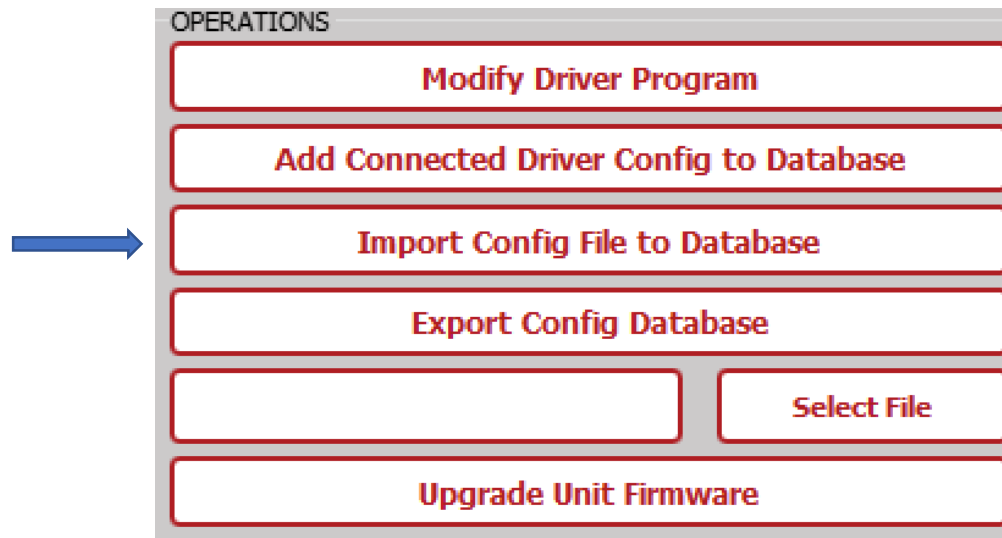 OPERATIONS
Modify Driver Program
Add Connected Driver Config to Database
Import Config File to Database
Export Config Database
Select File
Upgrade Unit Firmware